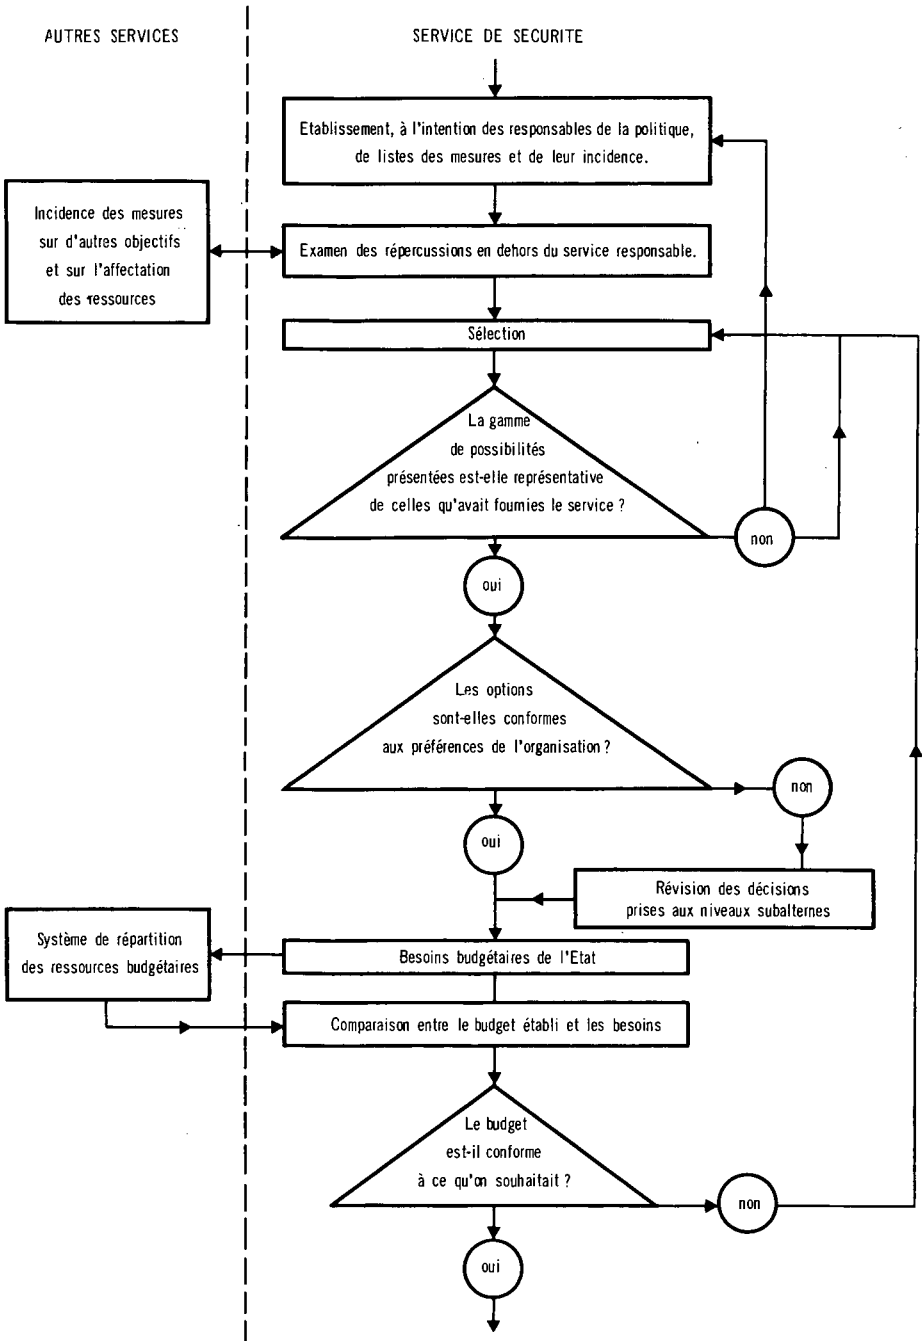 AUTRES SERVICES
SERVICE DE SECURITE
Etablissement, à l'intention des responsables de la politique,
de listes des mesures et de leur incidence.
Incidence des mesures
sur d'autres objectifs
et sur l'affectation
des ressources
Examen des répercussions en dehors du service responsable.
Sélection
La gamme
de possibilités
présentées est-elle représentative
de celles qu'avait fournies le service ?
non
oui
Les options
sont-elles conformes
aux préférences de l'organisation ?
non
oui
Révision des décisions
prises aux niveaux subalternes
Système de répartition
des ressources budgétaires
Besoins budgétaires de l'Etat
Comparaison entre le budget établi et les besoins
Le budget
est-il conforme
à ce qu'on souhaitait ?
non
oui